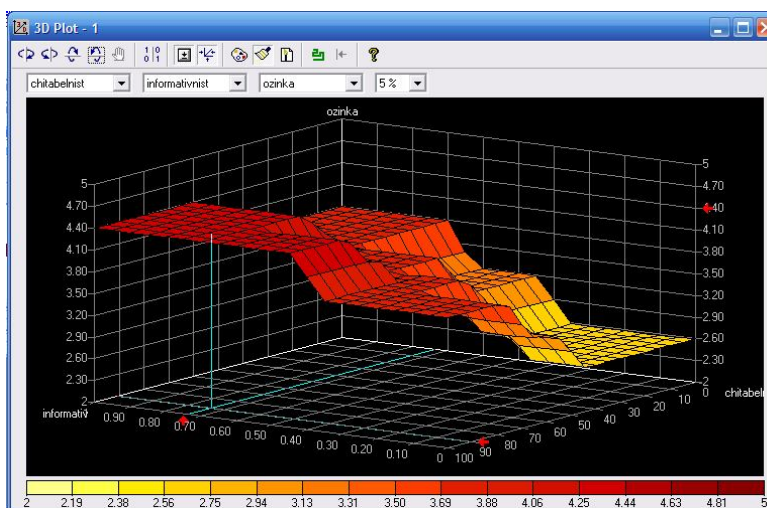 3D Plot - 1
chitabelnist informativnist ozinka 5 %
ozinka
5 5
4.70 4.70
4.40 40
4.10 4.10
3.80 3.80
3.50 3.50
3.20 3.20
2.90 2.90
2.60 2.60
2.30 2.30
2 2
informativ 0.90 0.80 0.70 0.60 0.50 0.40 0.30 0.20 0.10 0
100 90 80 70 60 50 40 30 20 10 0 chitabeln
2 2.19 2.38 2.56 2.75 2.94 3.13 3.31 3.50 3.69 3.88 4.06 4.25 4.44 4.63 4.81 5